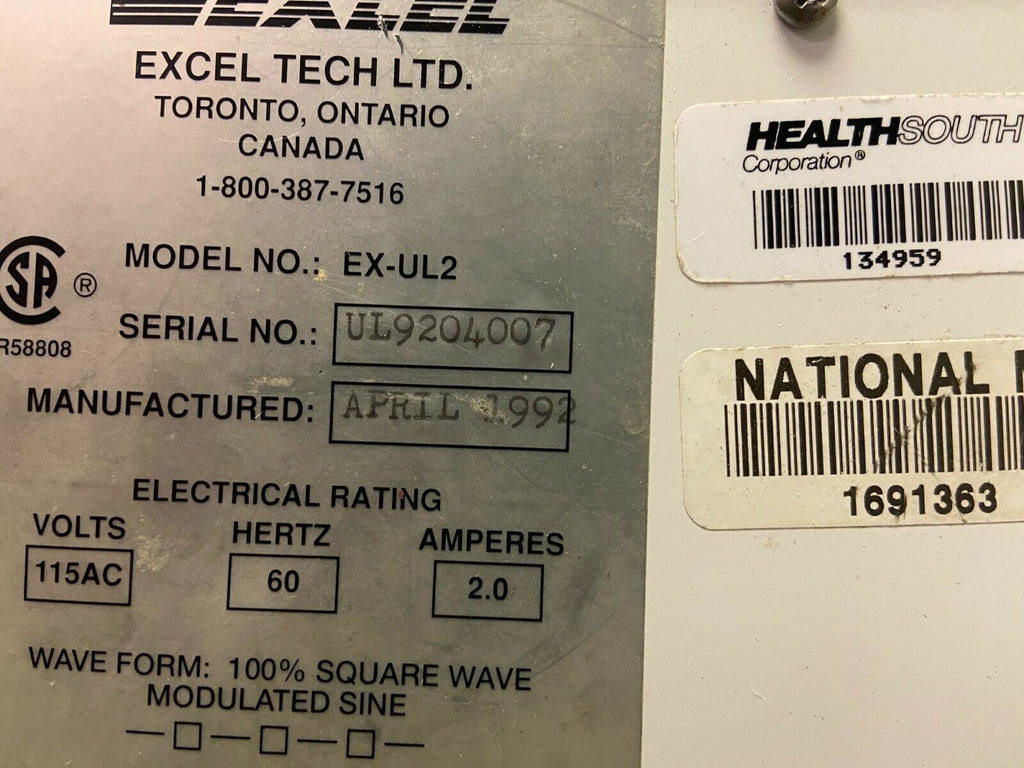 EXCEL
EXCEL TECH LTD.
TORONTO, ONTARIO
CANADA
1-800-387-7516
SA ®
R58808
MODEL NO.: EX-UL2
SERIAL NO.: UL9204007
MANUFACTURED: APRIL 1992
ELECTRICAL RATING
VOLTS HERTZ AMPERES
115AC 60 2.0
WAVE FORM: 100% SQUARE WAVE
MODULATED SINE
HEALTHSOUTH
Corporation®
134959
NATIONAL
1691363